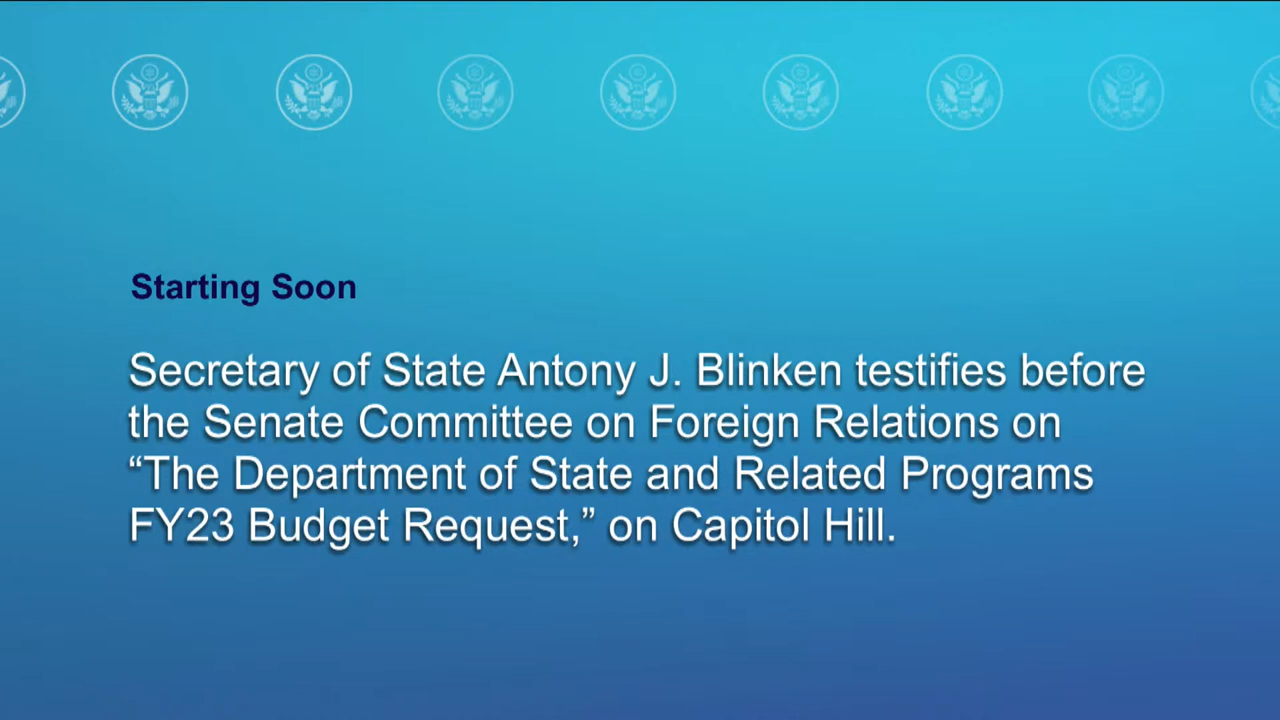 Starting Soon
Secretary of State Antony J. Blinken testifies before
the Senate Committee on Foreign Relations on
“The Department of State and Related Programs
FY23 Budget Request,” on Capitol Hill.